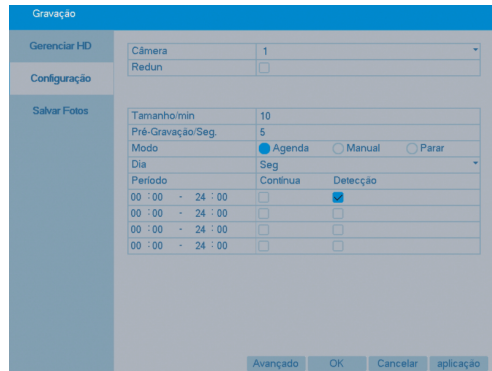 Gravação
Gerenciar HD
Configuração
Salvar Fotos
Câmera 1
Redun
Tamanho/min 10
Pré-Gravação/Seg. 5
Modo Agenda Manual Parar
Dia Seg
Período Contínua Detecção
00 :00 - 24 :00
00 :00 - 24 :00
00 :00 - 24 :00
00 :00 - 24 :00
Avançado OK Cancelar aplicação